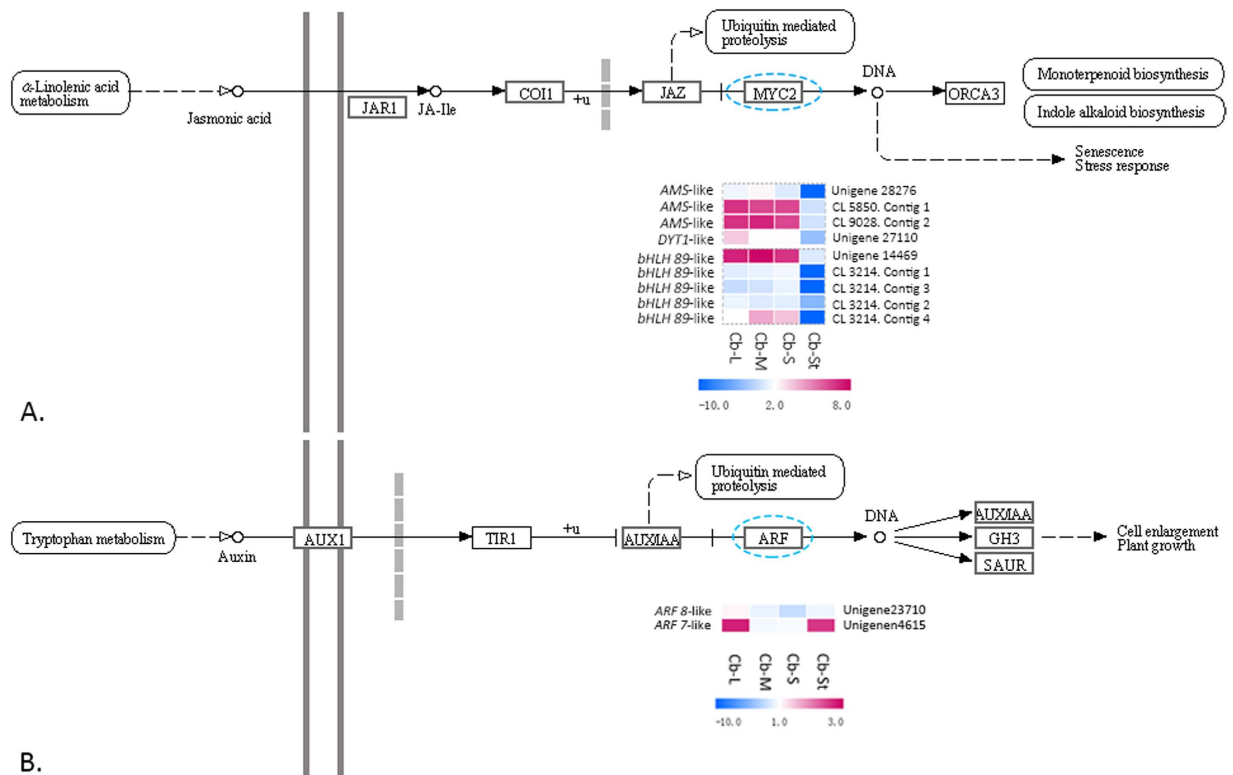 Ubiquitin mediated
proteolysis
α-Linolenic acid
metabolism
Jasmonic acid
JAR1
JA-Ile
COI1
+u
JAZ
MYC2
DNA
ORCA3
Monoterpenoid biosynthesis
Indole alkaloid biosynthesis
Senescence
Stress response
AMS-like Unigene 28276
AMS-like CL 5850. Contig 1
AMS-like CL 9028. Contig 2
DYT1-like Unigene 27110
bHLH 89-like Unigene 14469
bHLH 89-like CL 3214. Contig 1
bHLH 89-like CL 3214. Contig 3
bHLH 89-like CL 3214. Contig 2
bHLH 89-like CL 3214. Contig 4
Cb-L Cb-M Cb-S Cb-St
-10.0 2.0 8.0
A.
Ubiquitin mediated
proteolysis
Tryptophan metabolism
Auxin
AUX1
TIR1
+u
AUXIAA
ARF
DNA
AUXIAA
GH3
SAUR
Cell enlargement
Plant growth
ARF 8-like Unigene23710
ARF 7-like Unigenen4615
Cb-L Cb-M Cb-S Cb-St
-10.0 1.0 3.0
B.